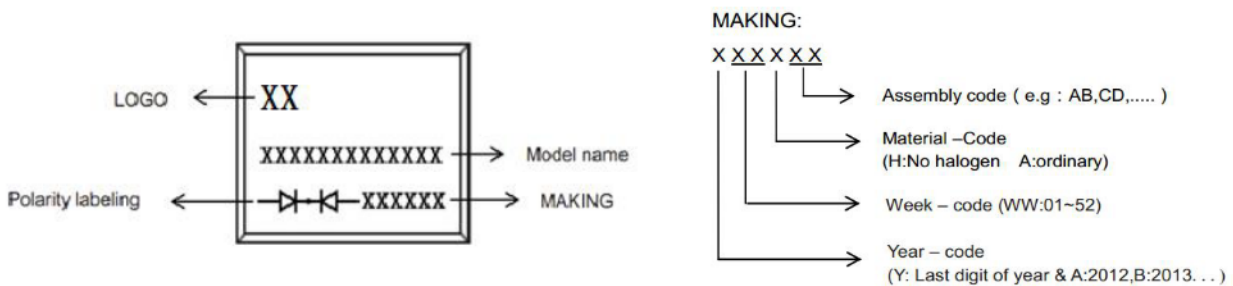 LOGO
XX
XXXXXXXXXXXXX
Model name
Polarity labeling
XXXXXX
MAKING
MAKING:
X X X X X X
Assembly code ( e.g : AB,CD,..... )
Material –Code
(H:No halogen A:ordinary)
Week – code (WW:01~52)
Year – code
(Y: Last digit of year & A:2012,B:2013. . . )